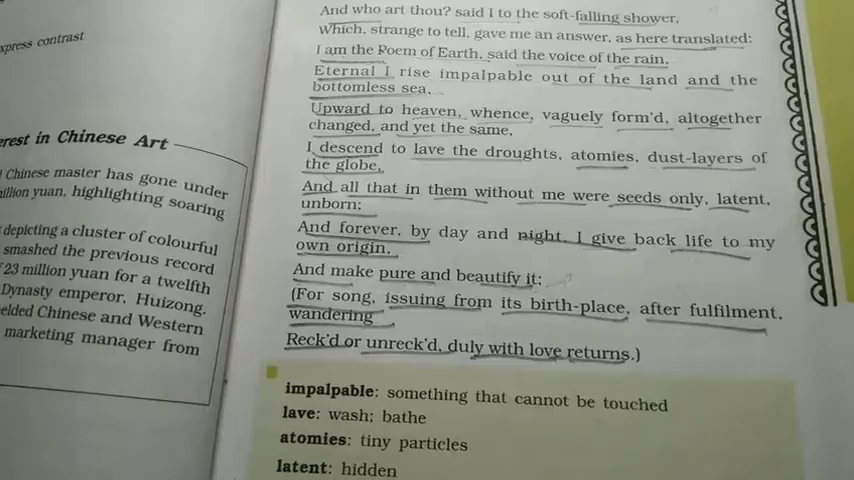 xpress contrast
erest in Chinese Art
Chinese master has gone under
illion yuan, highlighting soaring
depicting a cluster of colourful
smashed the previous record
23 million yuan for a twelfth
Dynasty emperor, Huizong.
elded Chinese and Western
marketing manager from
And who art thou? said I to the soft-falling shower,
Which, strange to tell, gave me an answer, as here translated:
I am the Poem of Earth, said the voice of the rain,
Eternal I rise impalpable out of the land and the
bottomless sea,
Upward to heaven, whence, vaguely form'd, altogether
changed, and yet the same,
I descend to lave the droughts, atomies, dust-layers of
the globe,
And all that in them without me were seeds only, latent,
unborn;
And forever, by day and night, I give back life to my
own origin,
And make pure and beautify it:
(For song, issuing from its birth-place, after fulfilment,
wandering
Reck'd or unreck'd, duly with love returns.)
impalpable: something that cannot be touched
lave: wash; bathe
atomies: tiny particles
latent: hidden